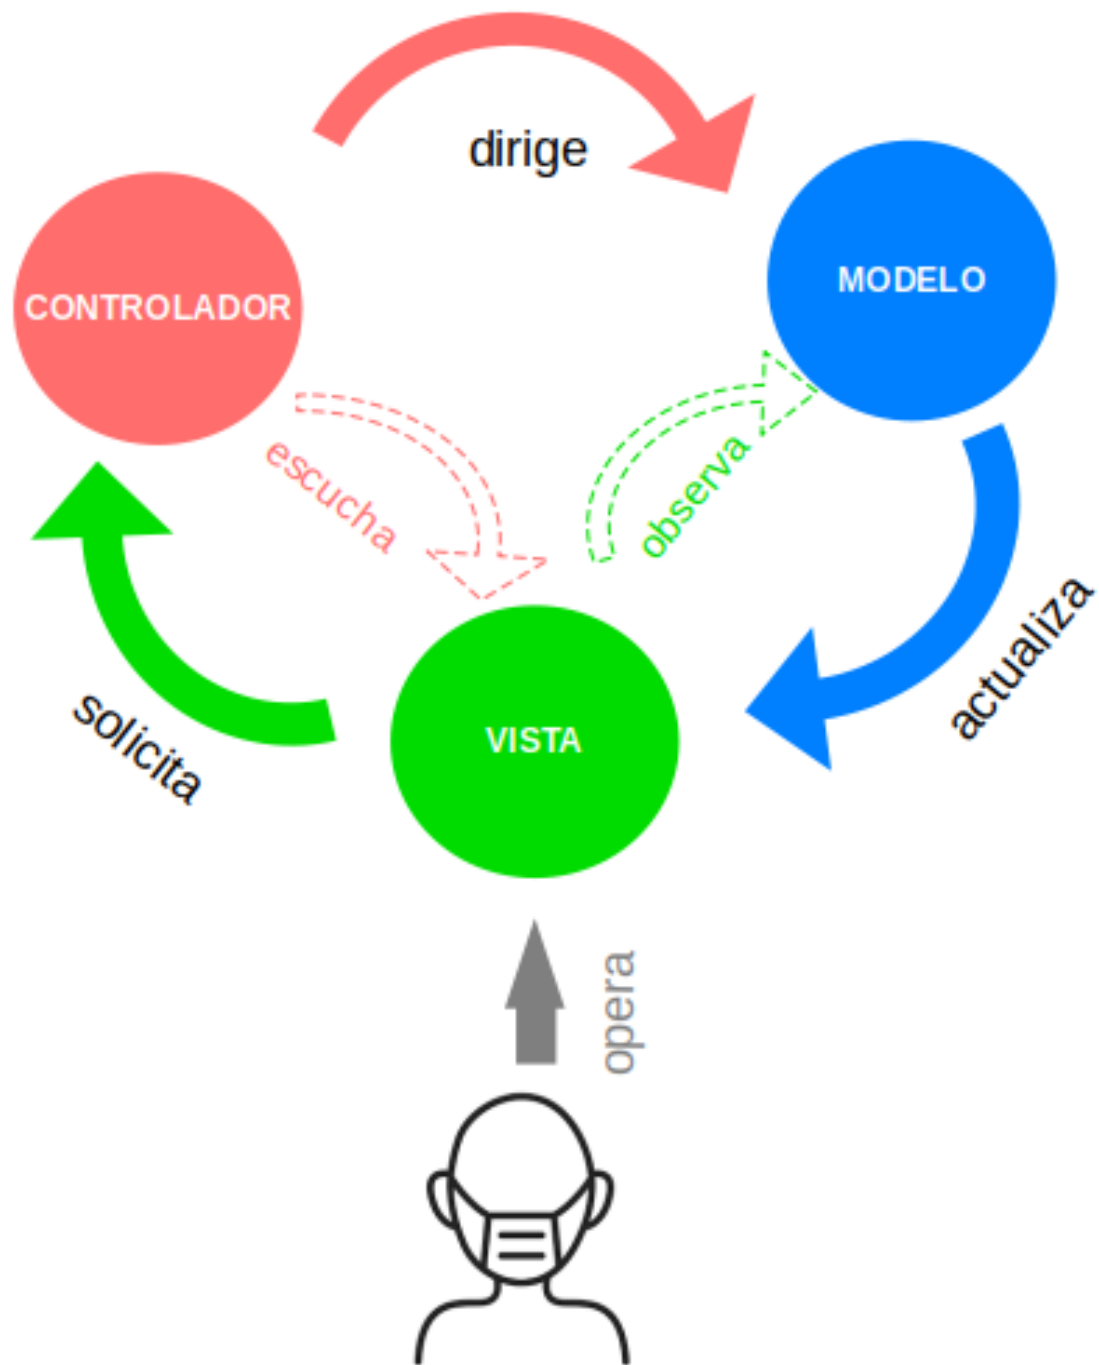 dirige
CONTROLADOR
MODELO
escucha
observa
solicita
VISTA
actualiza
opera